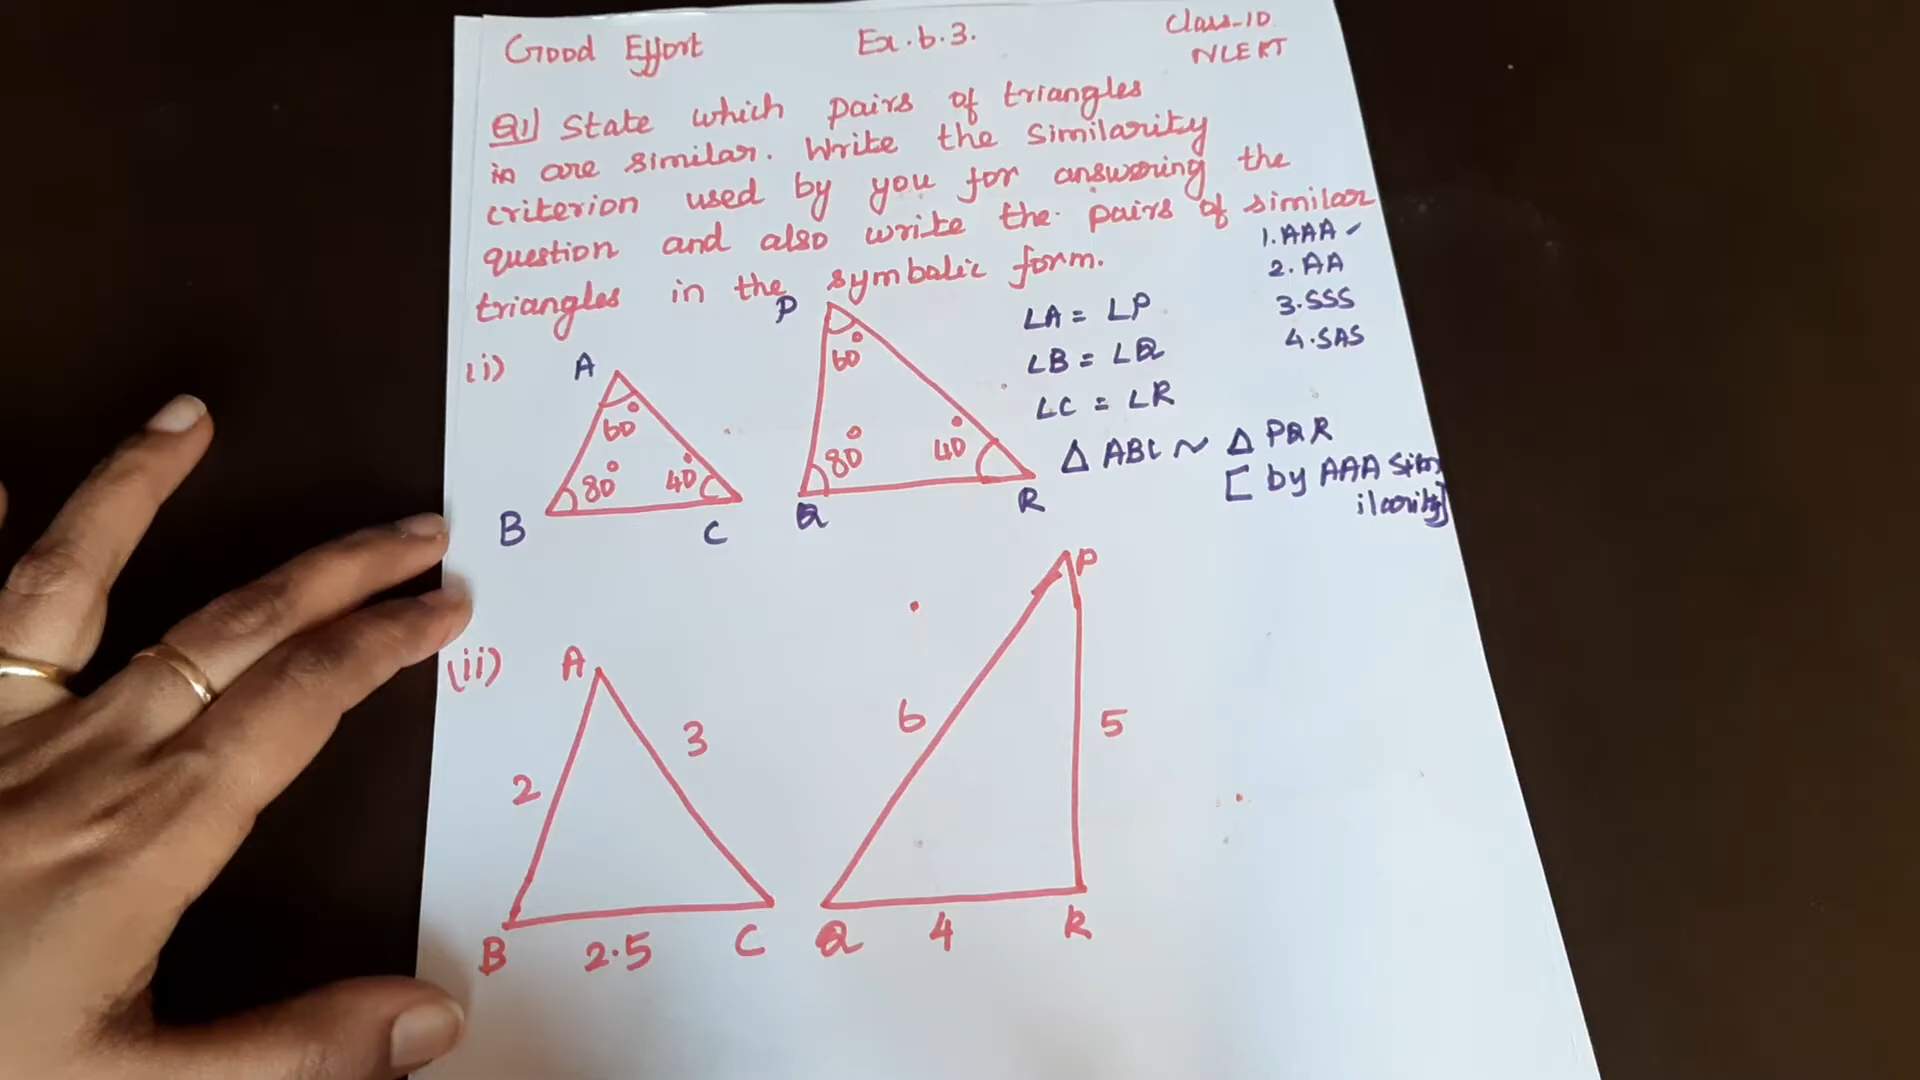 Good Effort
Ex.6.3.
Class-10
NCERT
Q1) State which pairs of triangles
in are similar. Write the similarity
criterion used by you for answering the
question and also write the pairs of similar
triangles in the symbolic form.
1. AAA ✓
2. AA
3. SSS
4. SAS
(i)
A
60°
80°
40°
B
C
P
60°
80°
40°
Q
R
∠A = ∠P
∠B = ∠Q
∠C = ∠R
Δ ABC ~ Δ PQR
[by AAA Sim
ilarity]
(ii)
A
2
3
B
2.5
C
P
6
5
Q
4
R